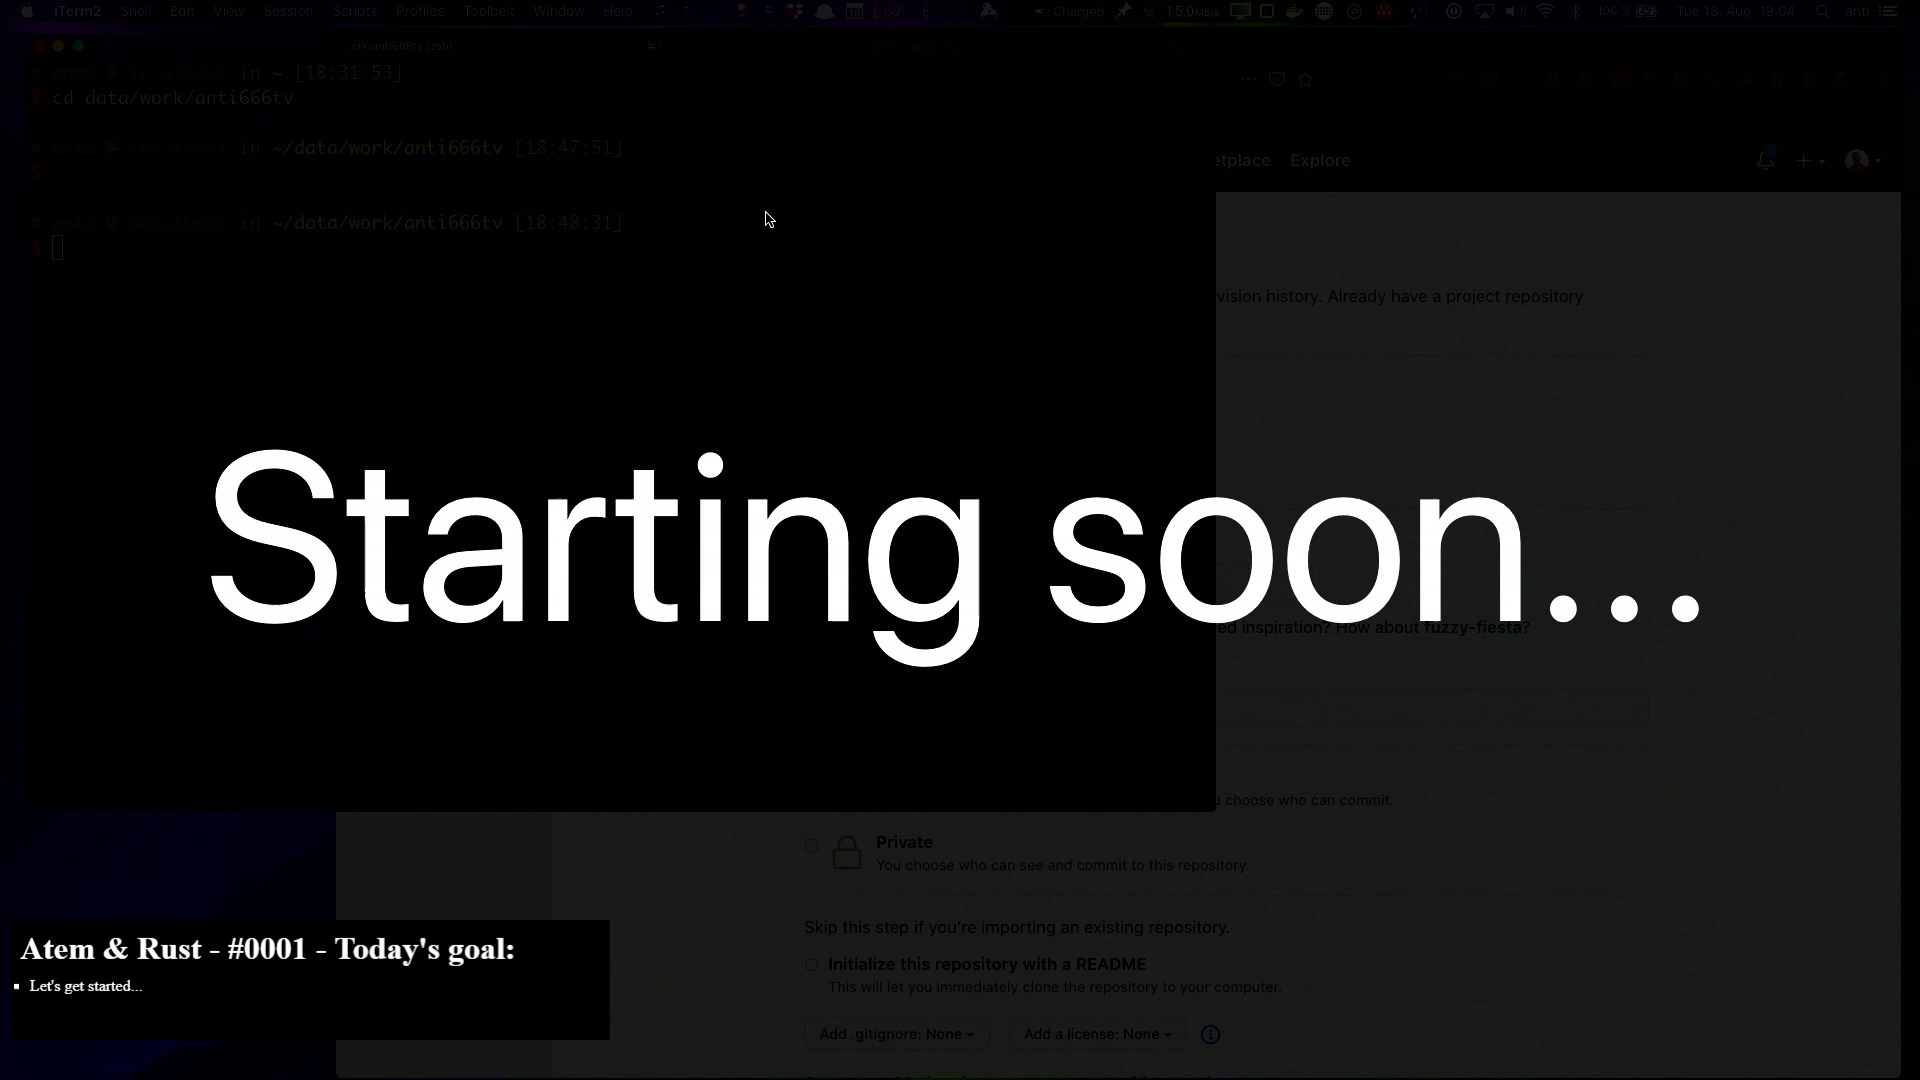 iTerm2 Shell Edit View Session Scripts Profiles Toolbelt Window Help
Charged 100 % Tue 18. Aug 19:04 anti
in ~ [18:31:53]
$ cd data/work/anti666tv
in ~/data/work/anti666tv [18:47:51]
$
in ~/data/work/anti666tv [18:48:31]
$
etplace Explore
vision history. Already have a project repository
Starting soon...
ed inspiration? How about fuzzy-fiesta?
u choose who can commit.
Private
You choose who can see and commit to this repository.
Skip this step if you're importing an existing repository.
Initialize this repository with a README
This will let you immediately clone the repository to your computer.
Add .gitignore: None Add a license: None
Atem & Rust - #0001 - Today's goal:
Let's get started...